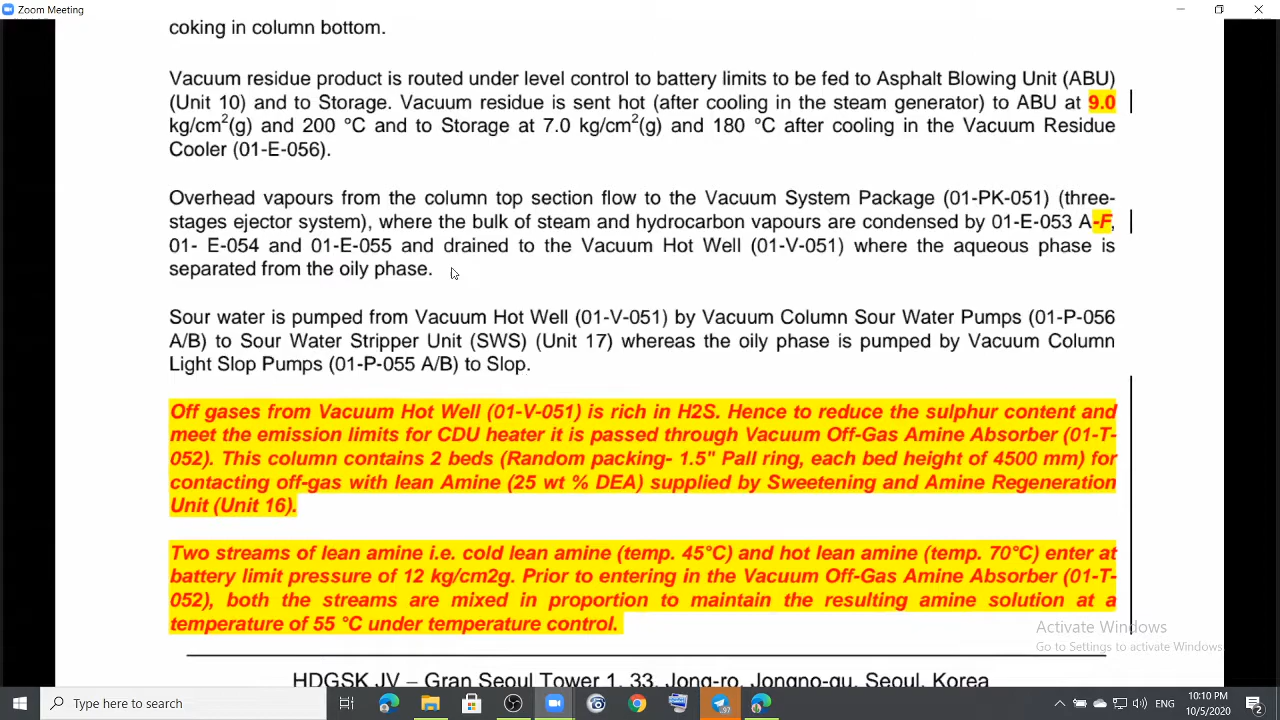 Zoom Meeting
coking in column bottom.
Vacuum residue product is routed under level control to battery limits to be fed to Asphalt Blowing Unit (ABU)
(Unit 10) and to Storage. Vacuum residue is sent hot (after cooling in the steam generator) to ABU at 9.0
kg/cm2(g) and 200 °C and to Storage at 7.0 kg/cm2(g) and 180 °C after cooling in the Vacuum Residue
Cooler (01-E-056).
Overhead vapours from the column top section flow to the Vacuum System Package (01-PK-051) (three-
stages ejector system), where the bulk of steam and hydrocarbon vapours are condensed by 01-E-053 A-F,
01- E-054 and 01-E-055 and drained to the Vacuum Hot Well (01-V-051) where the aqueous phase is
separated from the oily phase.
Sour water is pumped from Vacuum Hot Well (01-V-051) by Vacuum Column Sour Water Pumps (01-P-056
A/B) to Sour Water Stripper Unit (SWS) (Unit 17) whereas the oily phase is pumped by Vacuum Column
Light Slop Pumps (01-P-055 A/B) to Slop.
Off gases from Vacuum Hot Well (01-V-051) is rich in H2S. Hence to reduce the sulphur content and
meet the emission limits for CDU heater it is passed through Vacuum Off-Gas Amine Absorber (01-T-
052). This column contains 2 beds (Random packing- 1.5" Pall ring, each bed height of 4500 mm) for
contacting off-gas with lean Amine (25 wt % DEA) supplied by Sweetening and Amine Regeneration
Unit (Unit 16).
Two streams of lean amine i.e. cold lean amine (temp. 45°C) and hot lean amine (temp. 70°C) enter at
battery limit pressure of 12 kg/cm2g. Prior to entering in the Vacuum Off-Gas Amine Absorber (01-T-
052), both the streams are mixed in proportion to maintain the resulting amine solution at a
temperature of 55 °C under temperature control.
Activate Windows
Go to Settings to activate Windows.
HDGSK JV – Gran Seoul Tower 1, 33, Jong-ro, Jongno-gu, Seoul, Korea
Type here to search
97
ENG
10:10 PM
10/5/2020
2